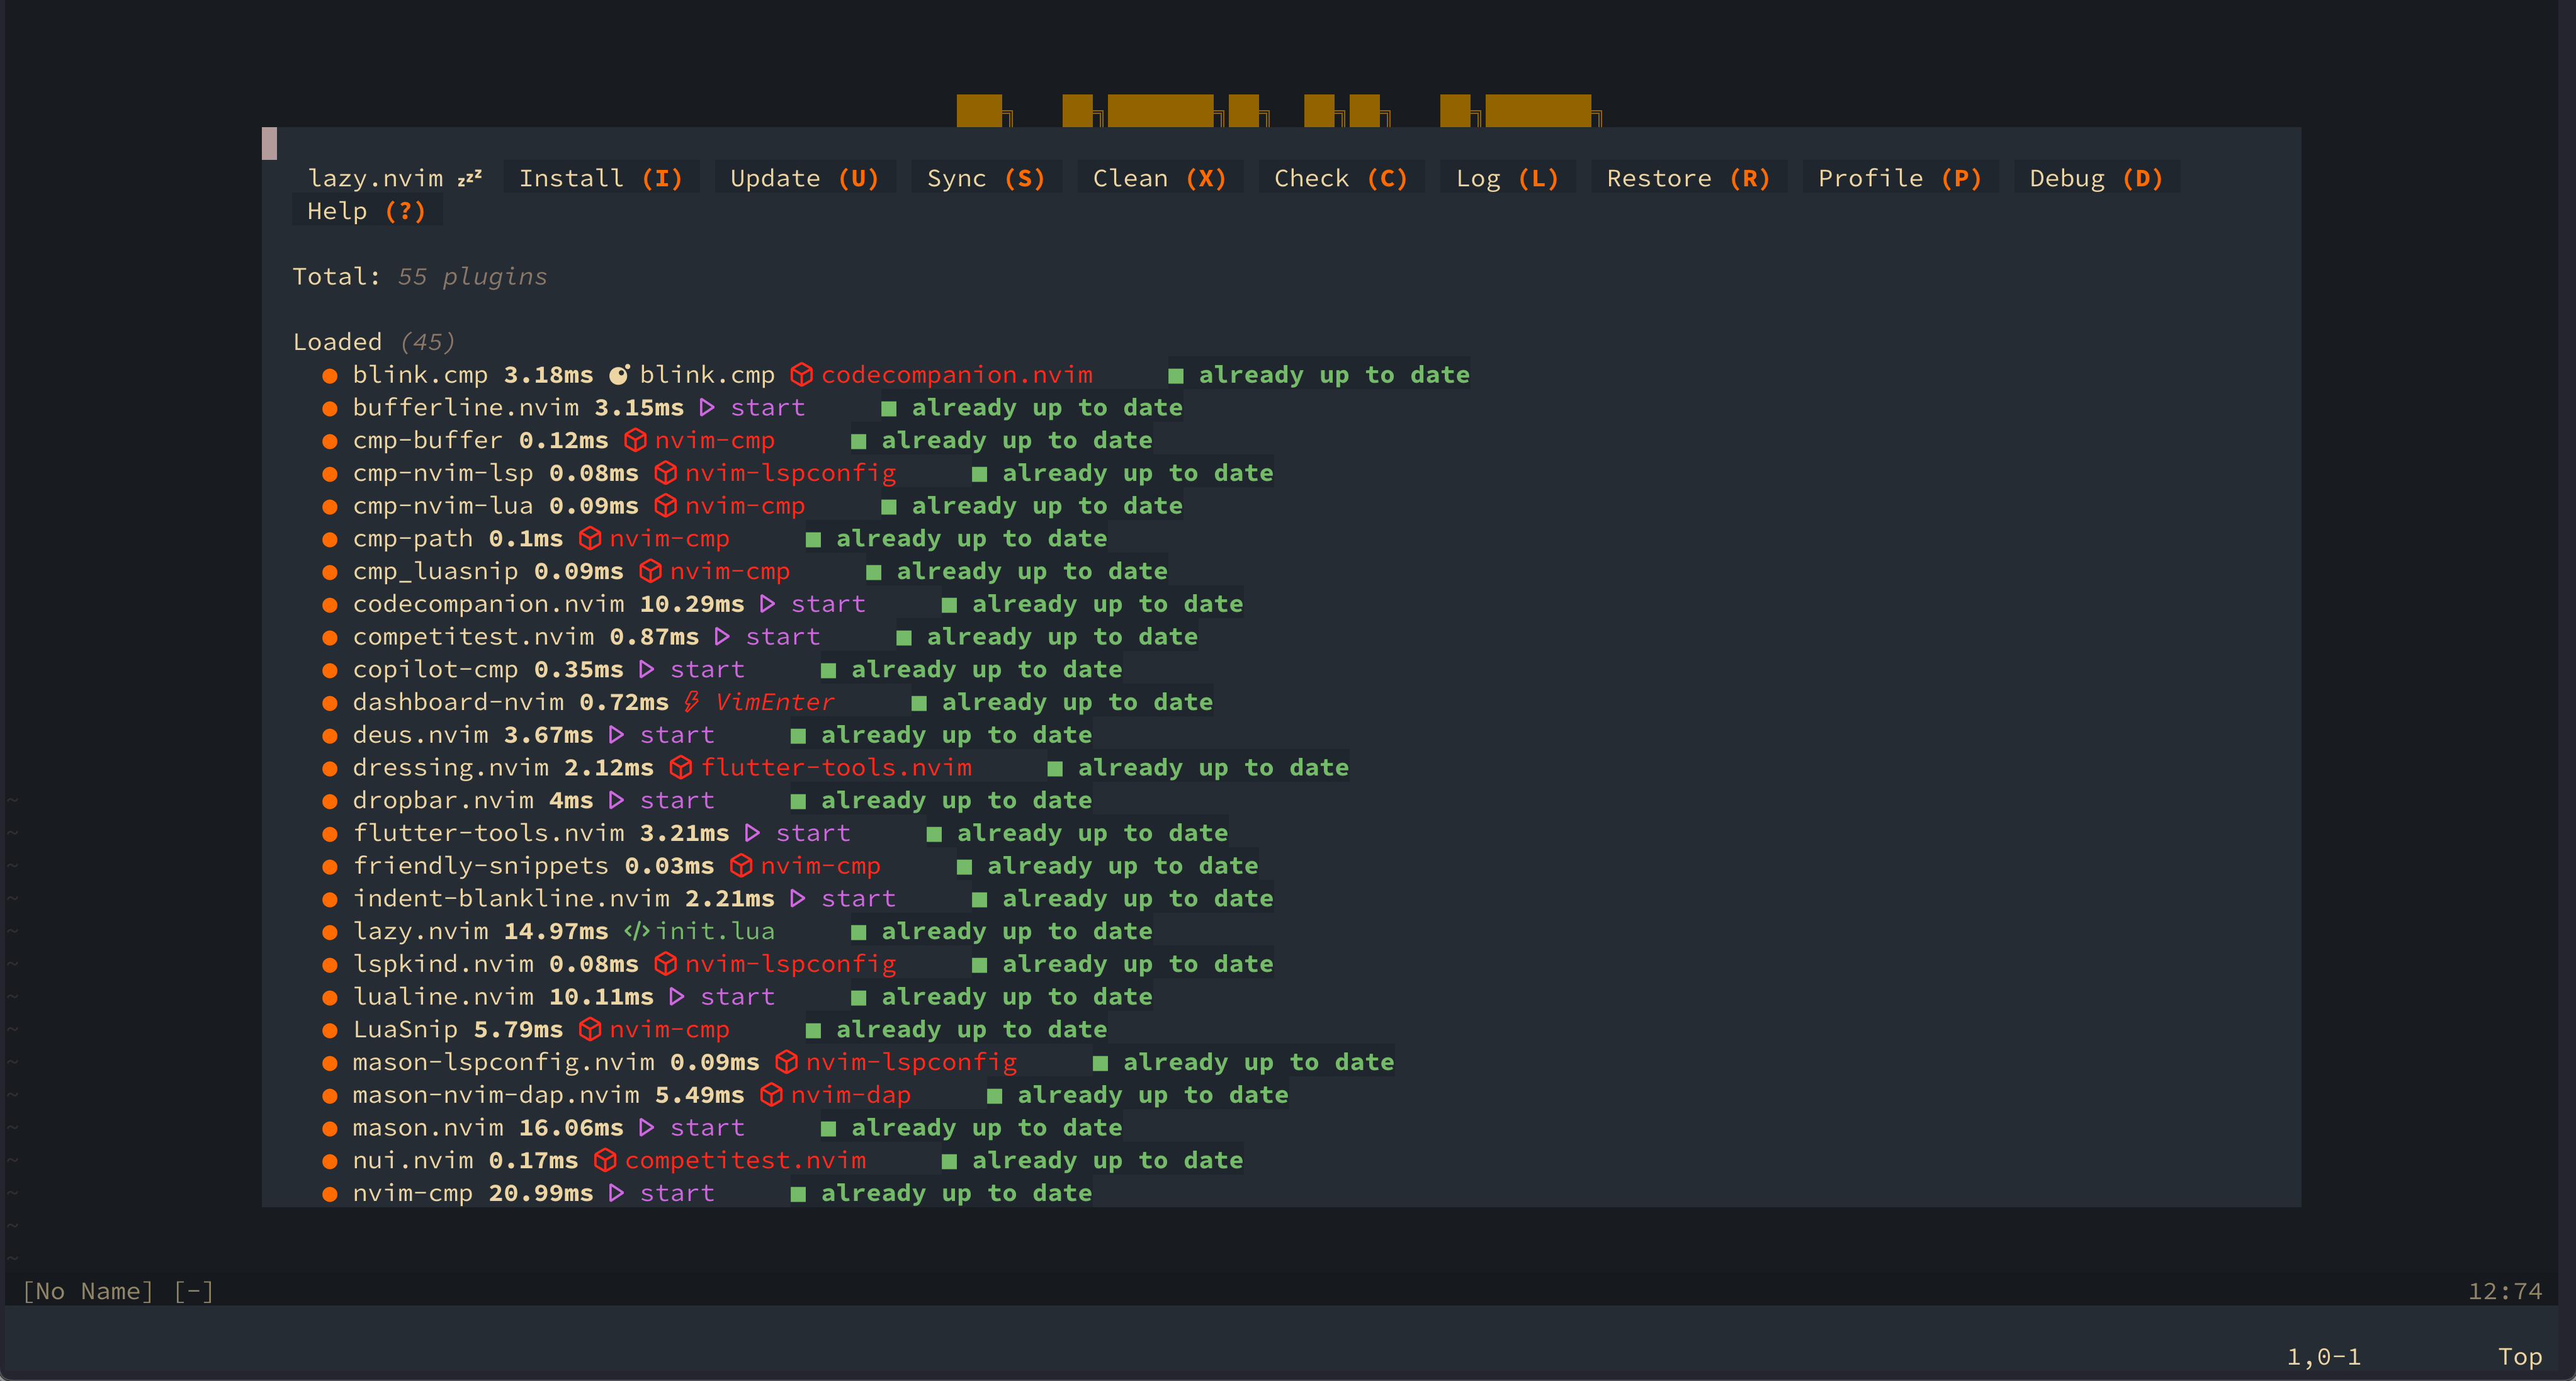 lazy.nvim 💤 Install (I) Update (U) Sync (S) Clean (X) Check (C) Log (L) Restore (R) Profile (P) Debug (D)
Help (?)
Total: 55 plugins
Loaded (45)
● blink.cmp 3.18ms blink.cmp codecompanion.nvim ■ already up to date
● bufferline.nvim 3.15ms start ■ already up to date
● cmp-buffer 0.12ms nvim-cmp ■ already up to date
● cmp-nvim-lsp 0.08ms nvim-lspconfig ■ already up to date
● cmp-nvim-lua 0.09ms nvim-cmp ■ already up to date
● cmp-path 0.1ms nvim-cmp ■ already up to date
● cmp_luasnip 0.09ms nvim-cmp ■ already up to date
● codecompanion.nvim 10.29ms start ■ already up to date
● competitest.nvim 0.87ms start ■ already up to date
● copilot-cmp 0.35ms start ■ already up to date
● dashboard-nvim 0.72ms VimEnter ■ already up to date
● deus.nvim 3.67ms start ■ already up to date
● dressing.nvim 2.12ms flutter-tools.nvim ■ already up to date
● dropbar.nvim 4ms start ■ already up to date
● flutter-tools.nvim 3.21ms start ■ already up to date
● friendly-snippets 0.03ms nvim-cmp ■ already up to date
● indent-blankline.nvim 2.21ms start ■ already up to date
● lazy.nvim 14.97ms </> init.lua ■ already up to date
● lspkind.nvim 0.08ms nvim-lspconfig ■ already up to date
● lualine.nvim 10.11ms start ■ already up to date
● LuaSnip 5.79ms nvim-cmp ■ already up to date
● mason-lspconfig.nvim 0.09ms nvim-lspconfig ■ already up to date
● mason-nvim-dap.nvim 5.49ms nvim-dap ■ already up to date
● mason.nvim 16.06ms start ■ already up to date
● nui.nvim 0.17ms competitest.nvim ■ already up to date
● nvim-cmp 20.99ms start ■ already up to date
[No Name] [-] 12:74
1,0-1 Top